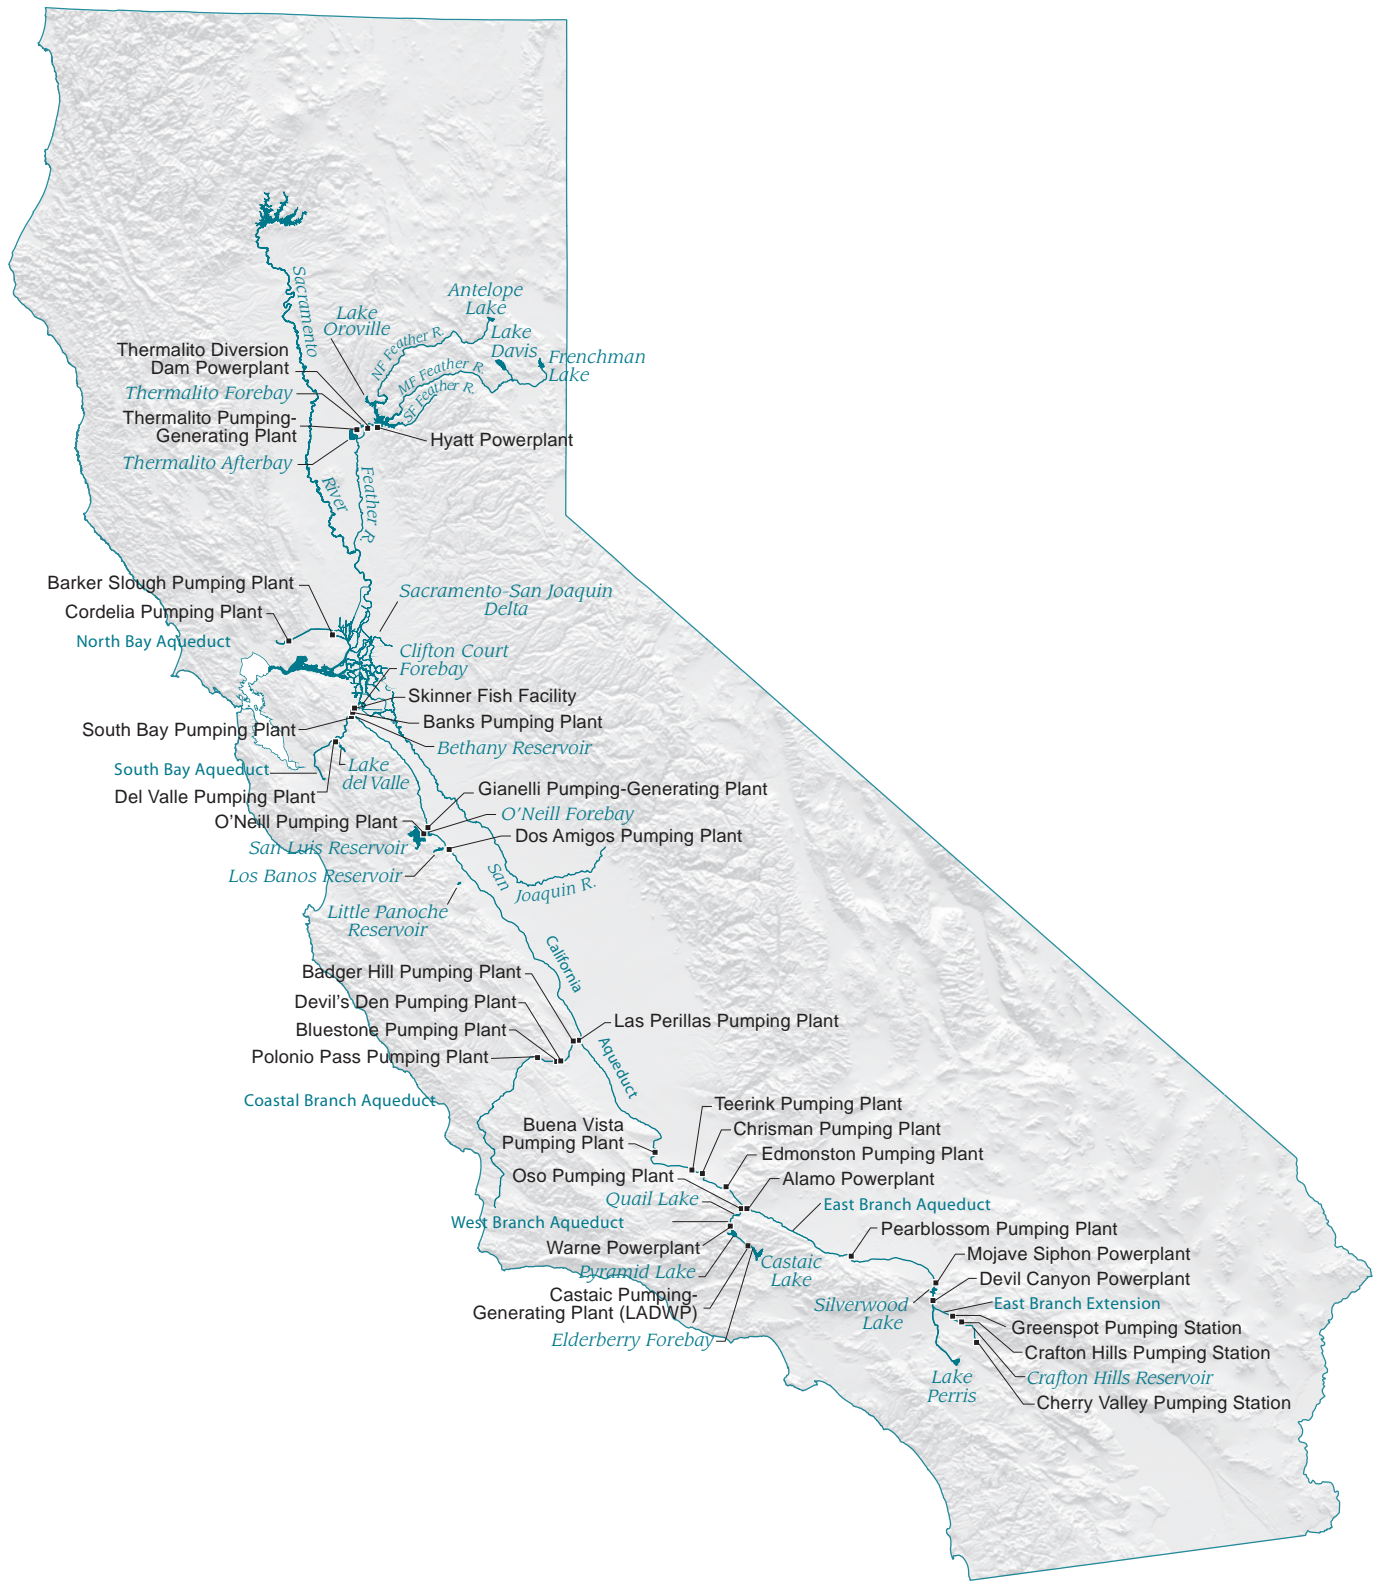 Sacramento
River
Antelope
Lake
Lake
Oroville
NF Feather R.
Lake
Davis
MF Feather R.
SF Feather R.
Frenchman
Lake
Thermalito Diversion
Dam Powerplant
Thermalito Forebay
Thermalito Pumping-
Generating Plant
Hyatt Powerplant
Thermalito Afterbay
Feather R.
Barker Slough Pumping Plant
Cordelia Pumping Plant
North Bay Aqueduct
Sacramento-San Joaquin
Delta
Clifton Court
Forebay
Skinner Fish Facility
Banks Pumping Plant
South Bay Pumping Plant
Bethany Reservoir
South Bay Aqueduct
Lake
del Valle
Del Valle Pumping Plant
Gianelli Pumping-Generating Plant
O'Neill Forebay
O'Neill Pumping Plant
Dos Amigos Pumping Plant
San Luis Reservoir
Los Banos Reservoir
San
Joaquin R.
Little Panoche
Reservoir
California
Aqueduct
Badger Hill Pumping Plant
Devil's Den Pumping Plant
Las Perillas Pumping Plant
Bluestone Pumping Plant
Polonio Pass Pumping Plant
Coastal Branch Aqueduct
Teerink Pumping Plant
Buena Vista
Pumping Plant
Chrisman Pumping Plant
Edmonston Pumping Plant
Oso Pumping Plant
Alamo Powerplant
Quail Lake
East Branch Aqueduct
West Branch Aqueduct
Pearblossom Pumping Plant
Warne Powerplant
Mojave Siphon Powerplant
Pyramid Lake
Castaic
Lake
Devil Canyon Powerplant
Castaic Pumping-
Generating Plant (LADWP)
Silverwood
Lake
East Branch Extension
Greenspot Pumping Station
Elderberry Forebay
Crafton Hills Pumping Station
Lake
Perris
Crafton Hills Reservoir
Cherry Valley Pumping Station